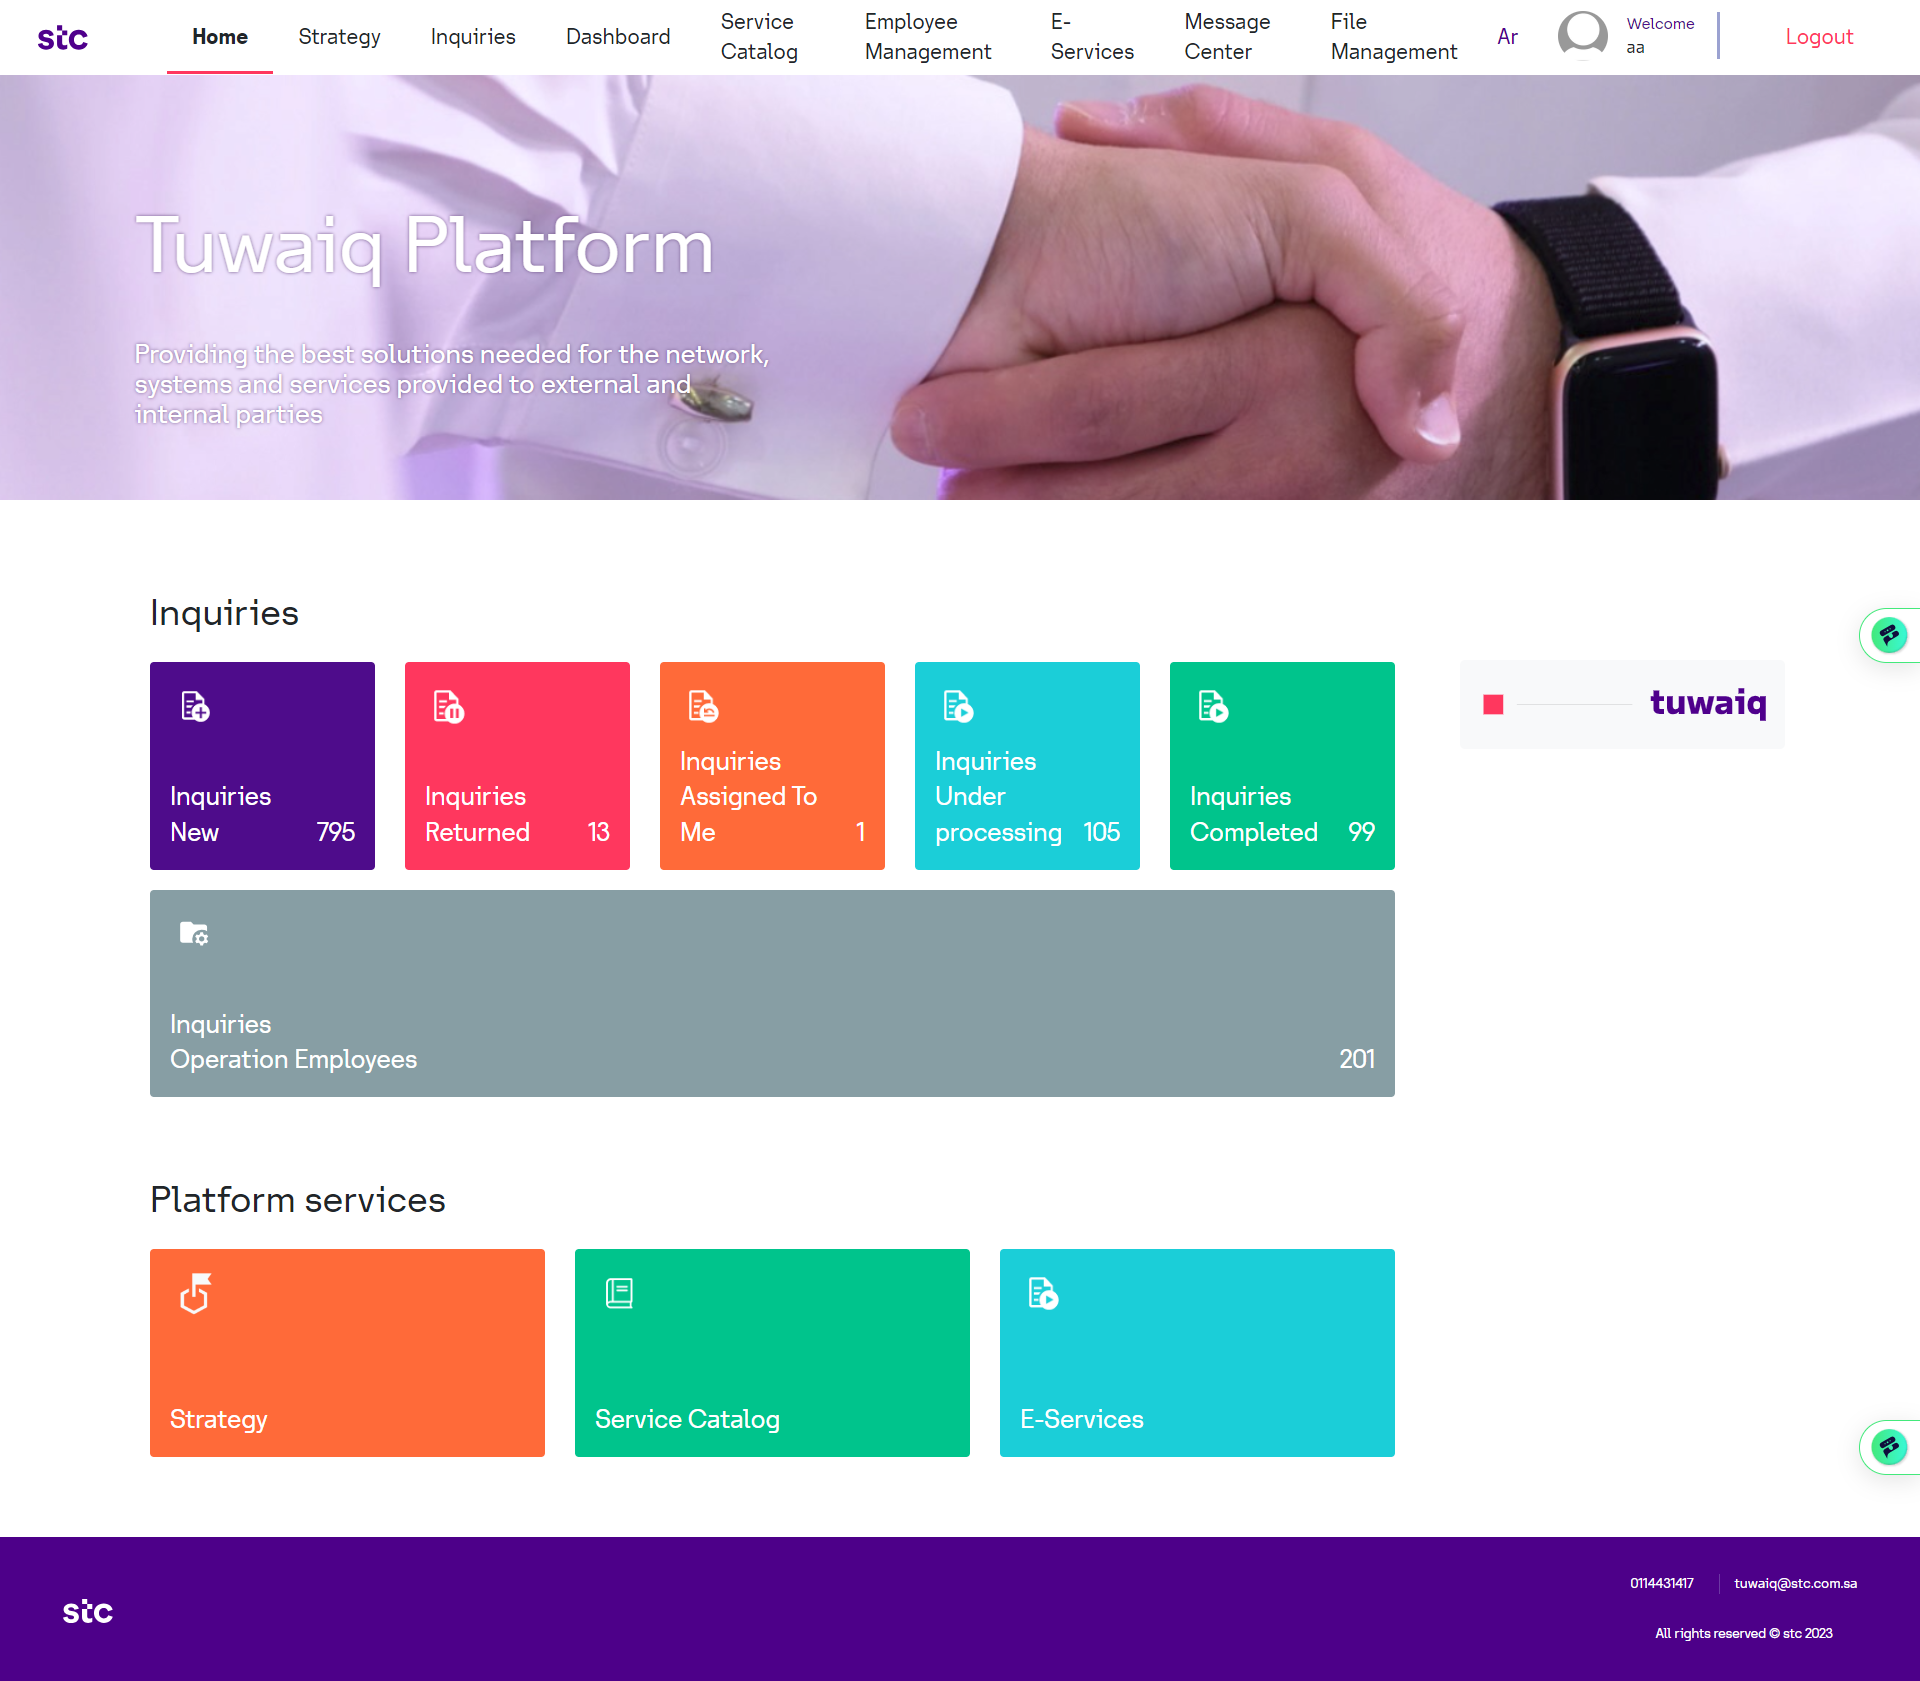 stc
Home
Strategy
Inquiries
Dashboard
Service
Catalog
Employee
Management
E-
Services
Message
Center
File
Management
Ar
Welcome
aa
Logout
Tuwaiq Platform
Providing the best solutions needed for the network,
systems and services provided to external and
internal parties
Inquiries
Inquiries
New 795
Inquiries
Returned 13
Inquiries
Assigned To
Me 1
Inquiries
Under
processing 105
Inquiries
Completed 99
tuwaiq
Inquiries
Operation Employees 201
Platform services
Strategy
Service Catalog
E-Services
stc
0114431417
tuwaiq@stc.com.sa
All rights reserved © stc 2023